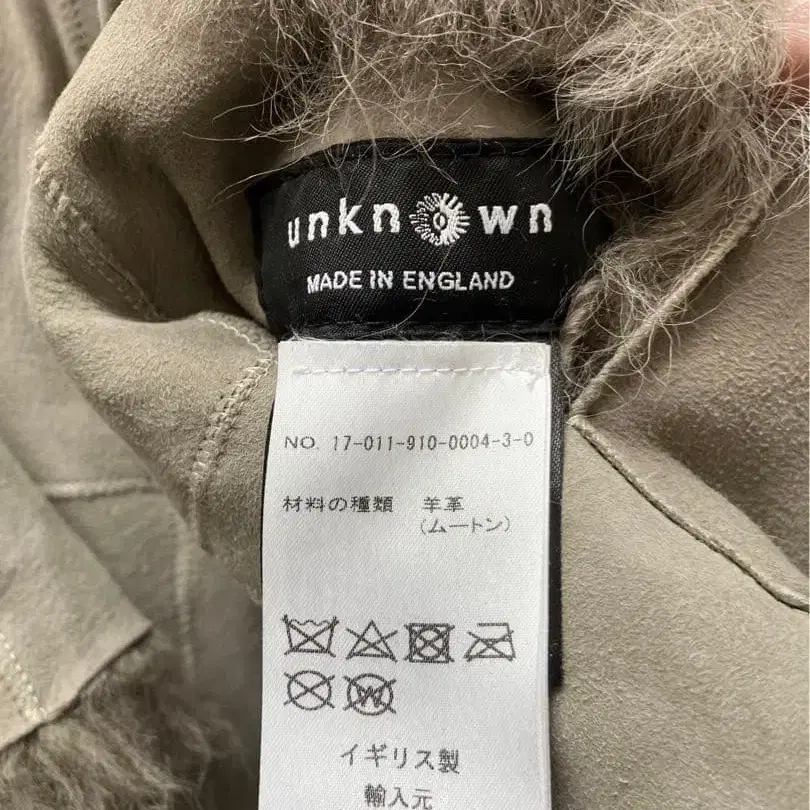 unknown
MADE IN ENGLAND
NO. 17-011-910-0004-3-0
材料の種類 羊革
(ムートン)
W
イギリス製
輸入元